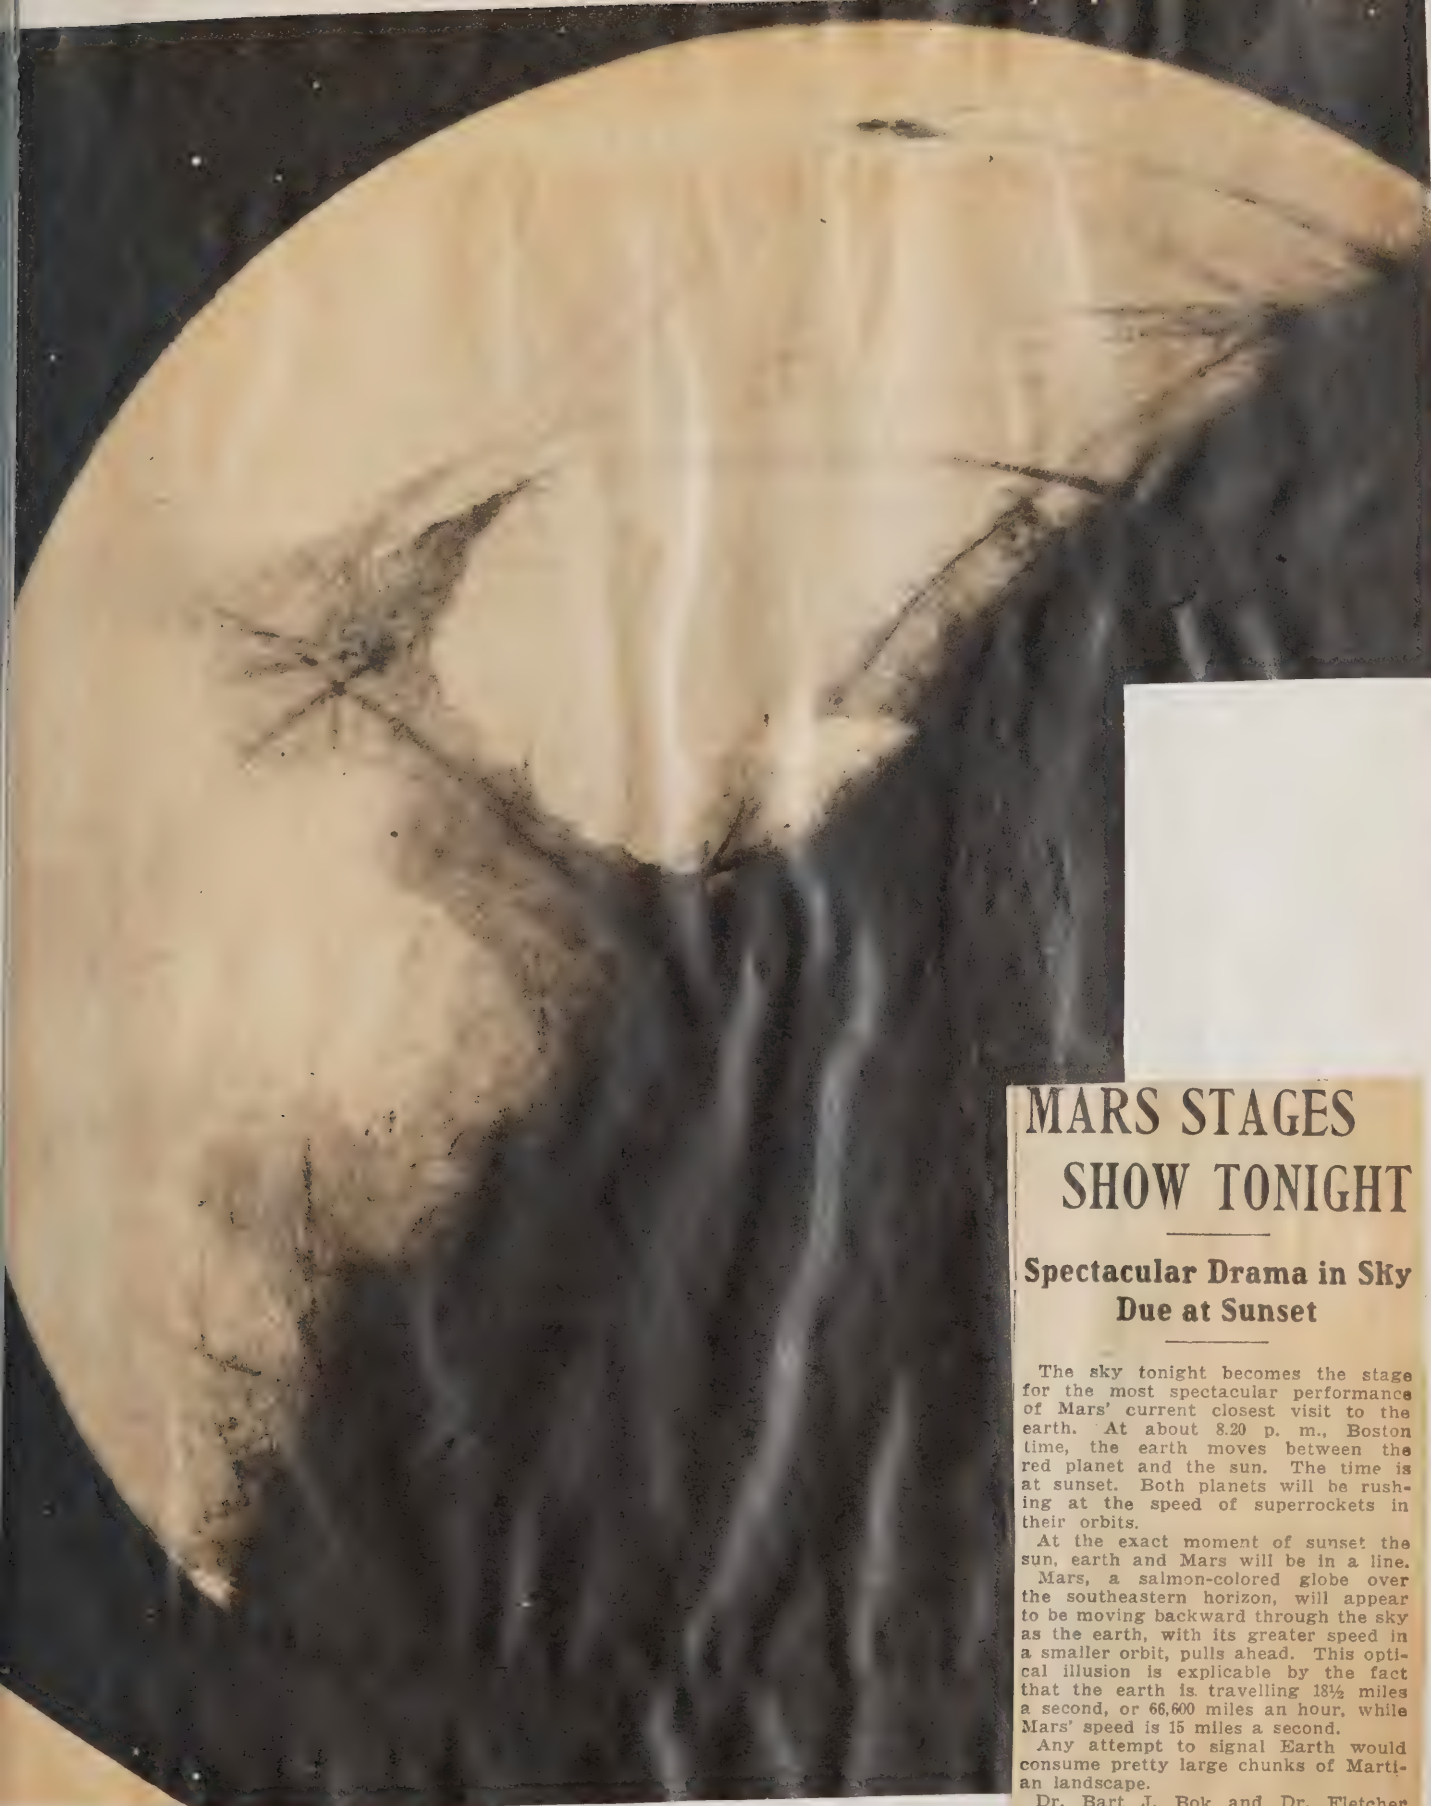 MARS STAGES
SHOW TONIGHT
Spectacular Drama in Sky
Due at Sunset
The sky tonight becomes the stage
for the most spectacular performance
of Mars' current closest visit to the
earth. At about 8.20 p. m., Boston
time, the earth moves between the
red planet and the sun. The time is
at sunset. Both planets will be rush-
ing at the speed of superrockets in
their orbits.
At the exact moment of sunset the
sun, earth and Mars will be in a line.
Mars, a salmon-colored globe over
the southeastern horizon, will appear
to be moving backward through the sky
as the earth, with its greater speed in
a smaller orbit, pulls ahead. This opti-
cal illusion is explicable by the fact
that the earth is travelling 18½ miles
a second, or 66,600 miles an hour, while
Mars' speed is 15 miles a second.
Any attempt to signal Earth would
consume pretty large chunks of Marti-
an landscape.
Dr. Bart J. Bok and Dr. Fletcher